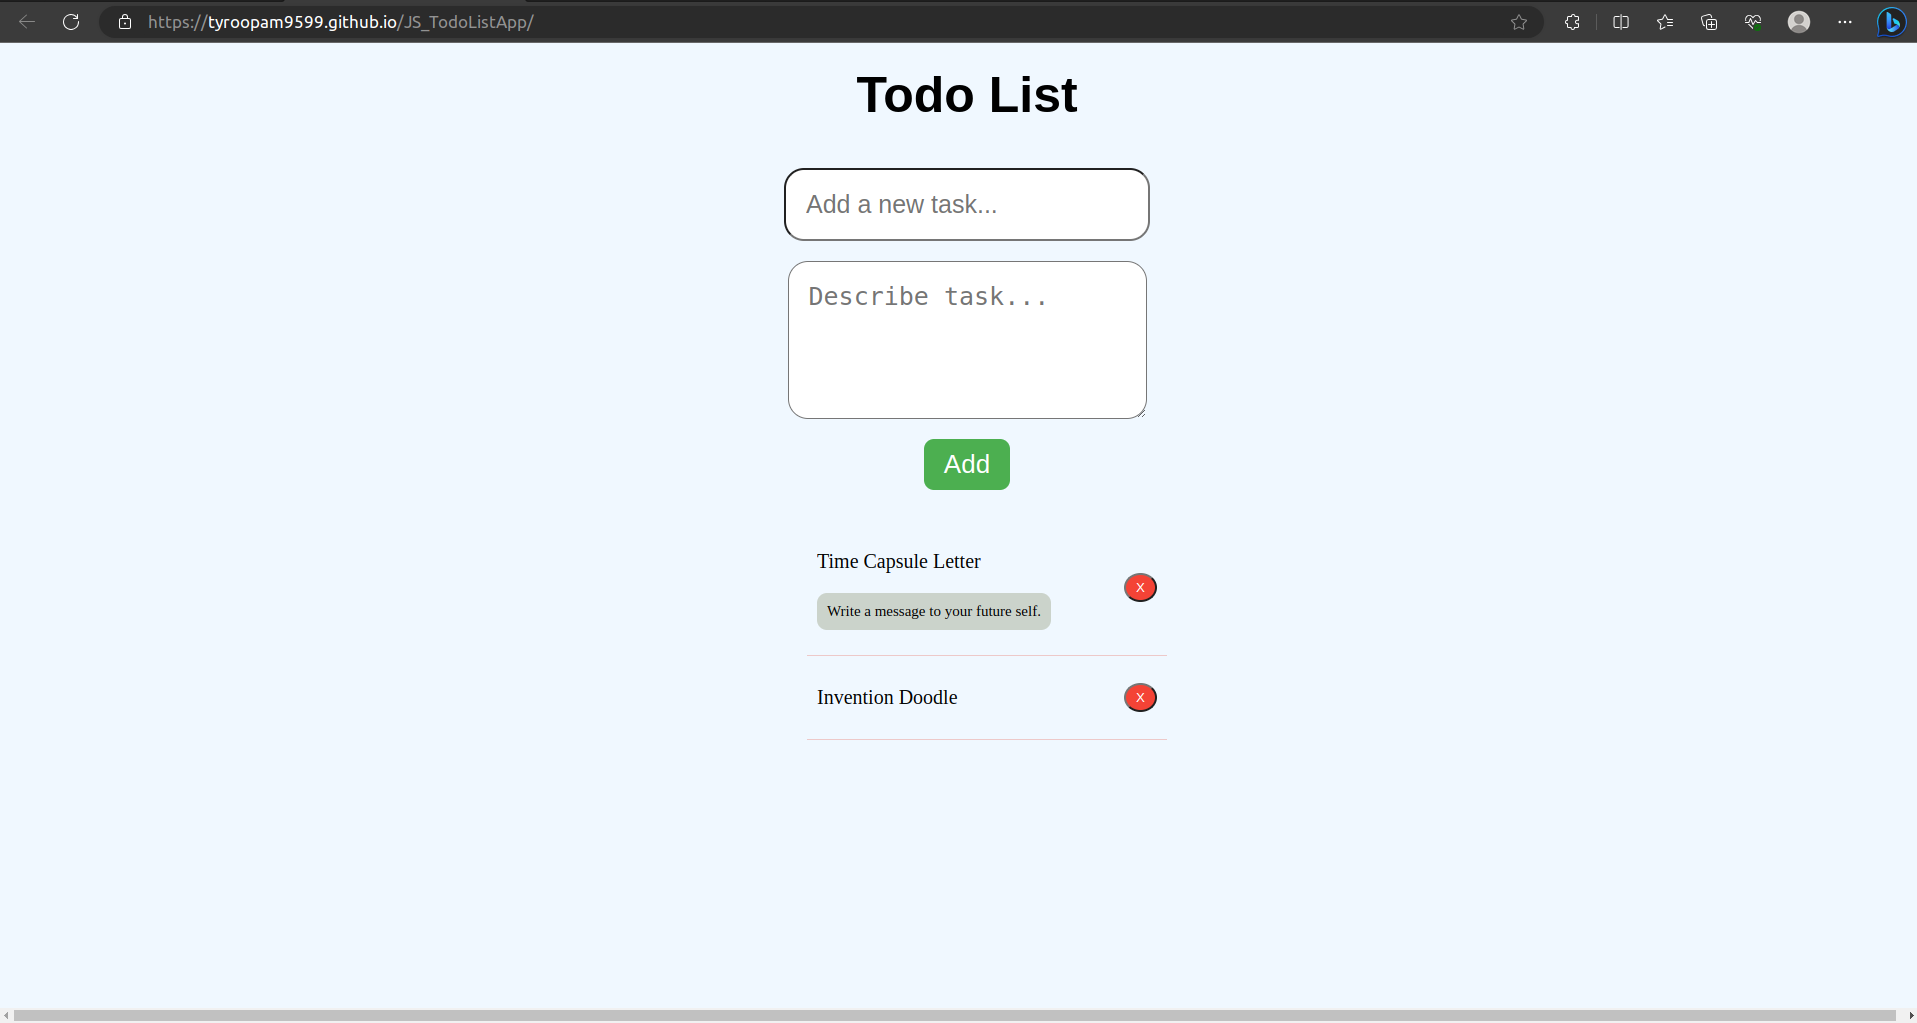 https://tyroopam9599.github.io/JS_TodoListApp/
Todo List
Add a new task...
Describe task...
Add
Time Capsule Letter
X
Write a message to your future self.
Invention Doodle
X